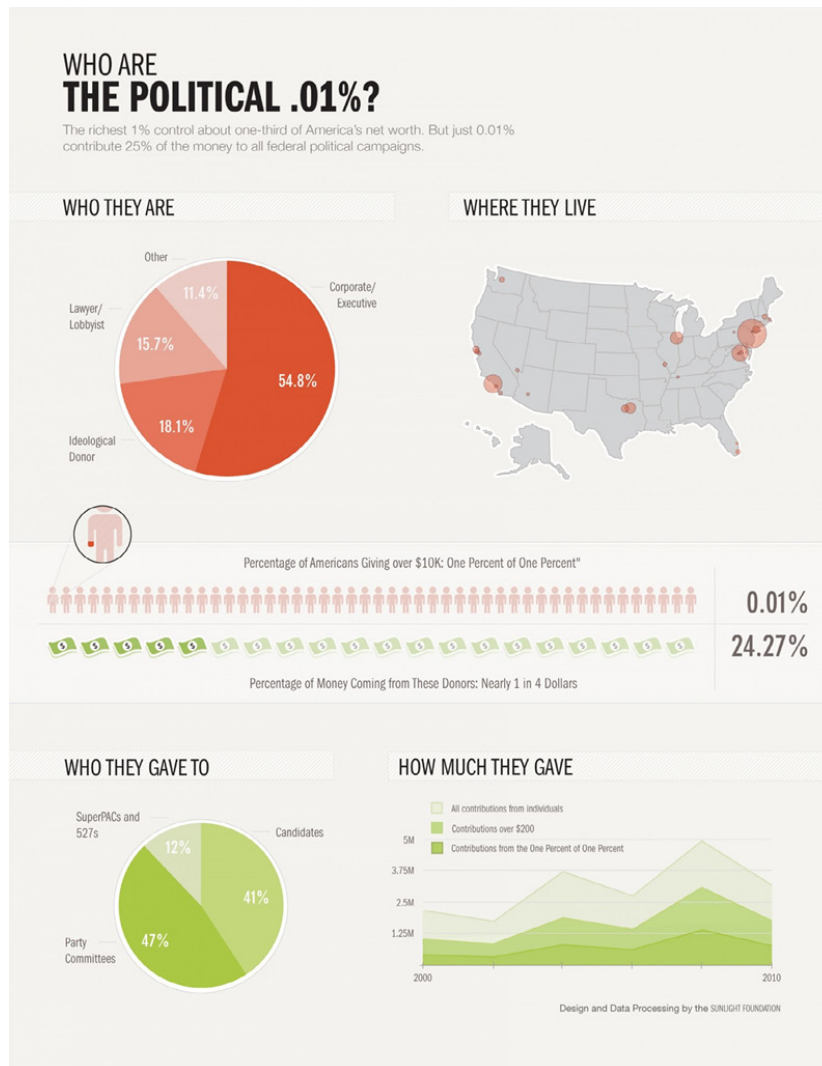 WHO ARE
THE POLITICAL .01%?
The richest 1% control about one-third of America's net worth. But just 0.01%
contribute 25% of the money to all federal political campaigns.
WHO THEY ARE
Other
11.4%
Corporate/
Executive
Lawyer/
Lobbyist
15.7%
54.8%
18.1%
Ideological
Donor
WHERE THEY LIVE
Percentage of Americans Giving over $10K: One Percent of One Percent"
0.01%
24.27%
Percentage of Money Coming from These Donors: Nearly 1 in 4 Dollars
WHO THEY GAVE TO
SuperPACs and
527s
12%
Candidates
41%
47%
Party
Committees
HOW MUCH THEY GAVE
All contributions from individuals
Contributions over $200
Contributions from the One Percent of One Percent
5M
3.75M
2.5M
1.25M
2000
2010
Design and Data Processing by the SUNLIGHT FOUNDATION